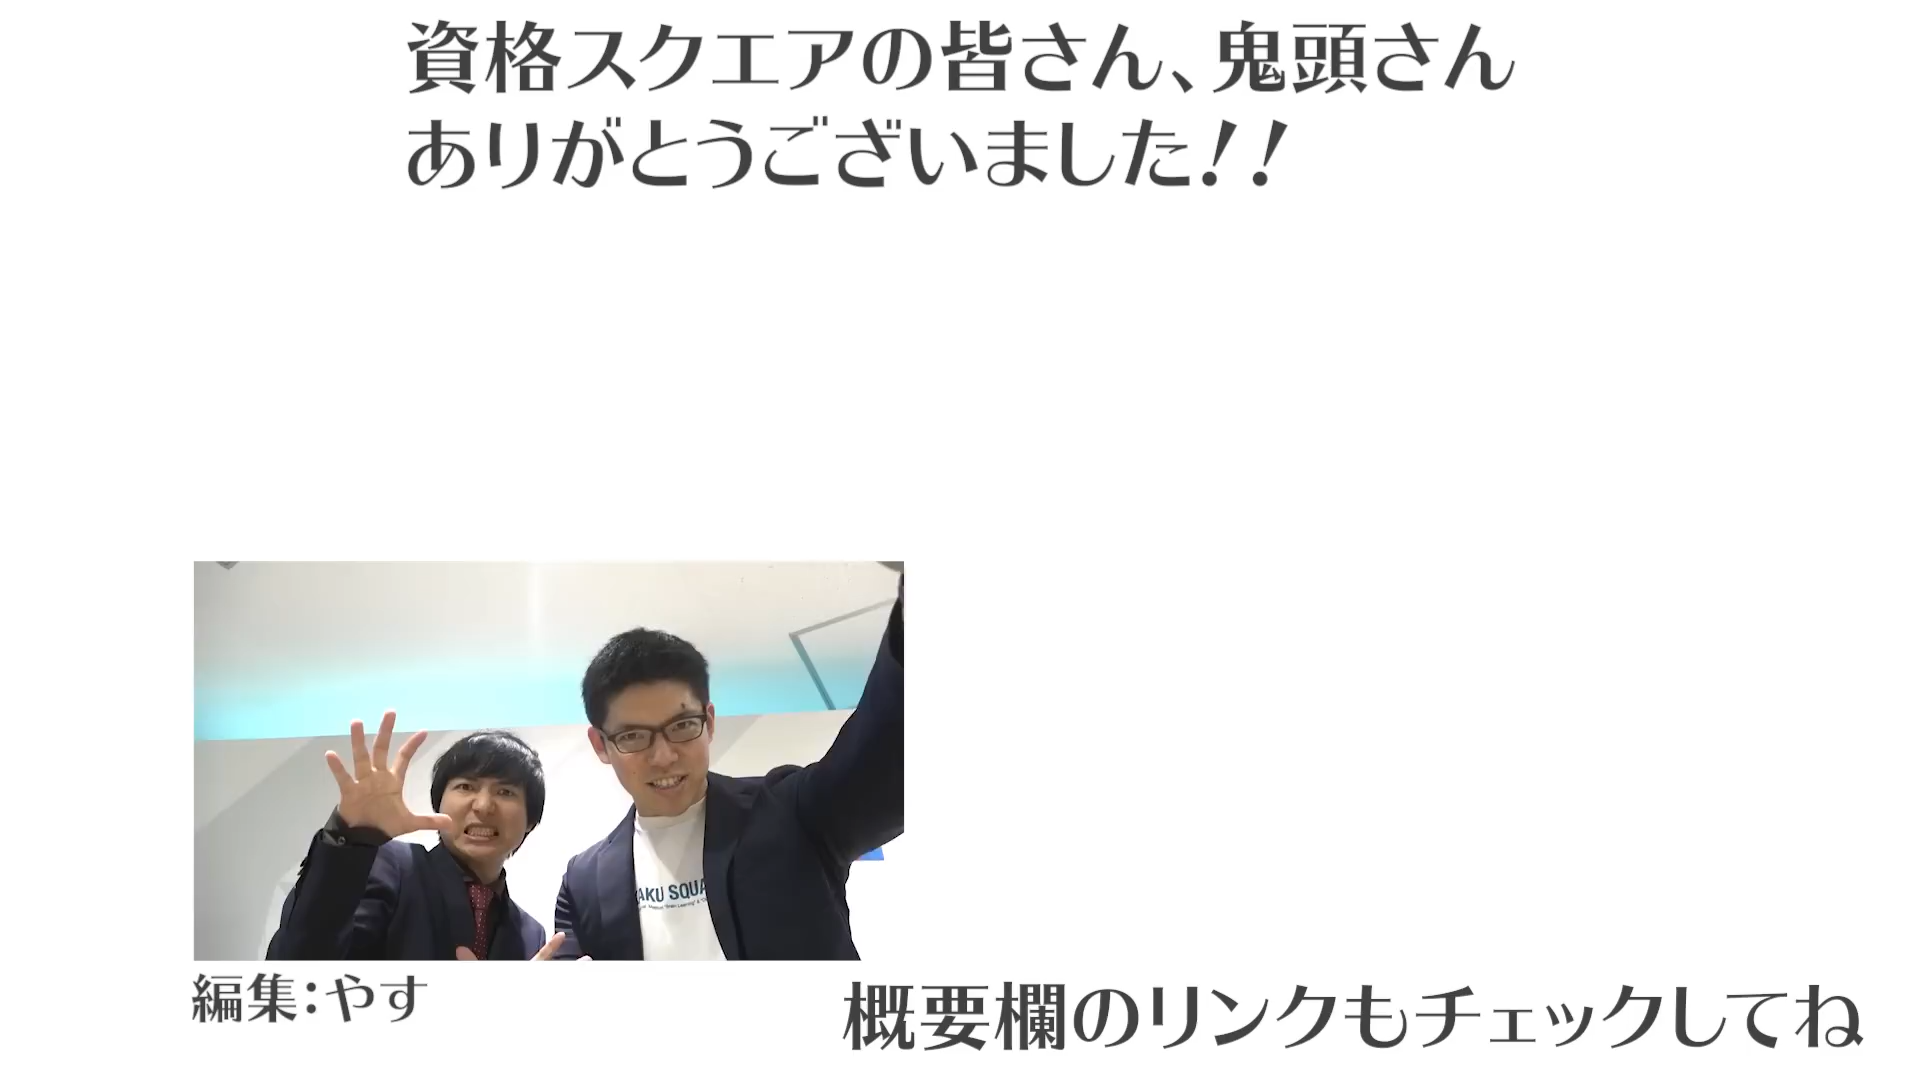 資格スクエアの皆さん、鬼頭さん
ありがとうございました！！
AKU SQUA
編集：やす
概要欄のリンクもチェックしてね